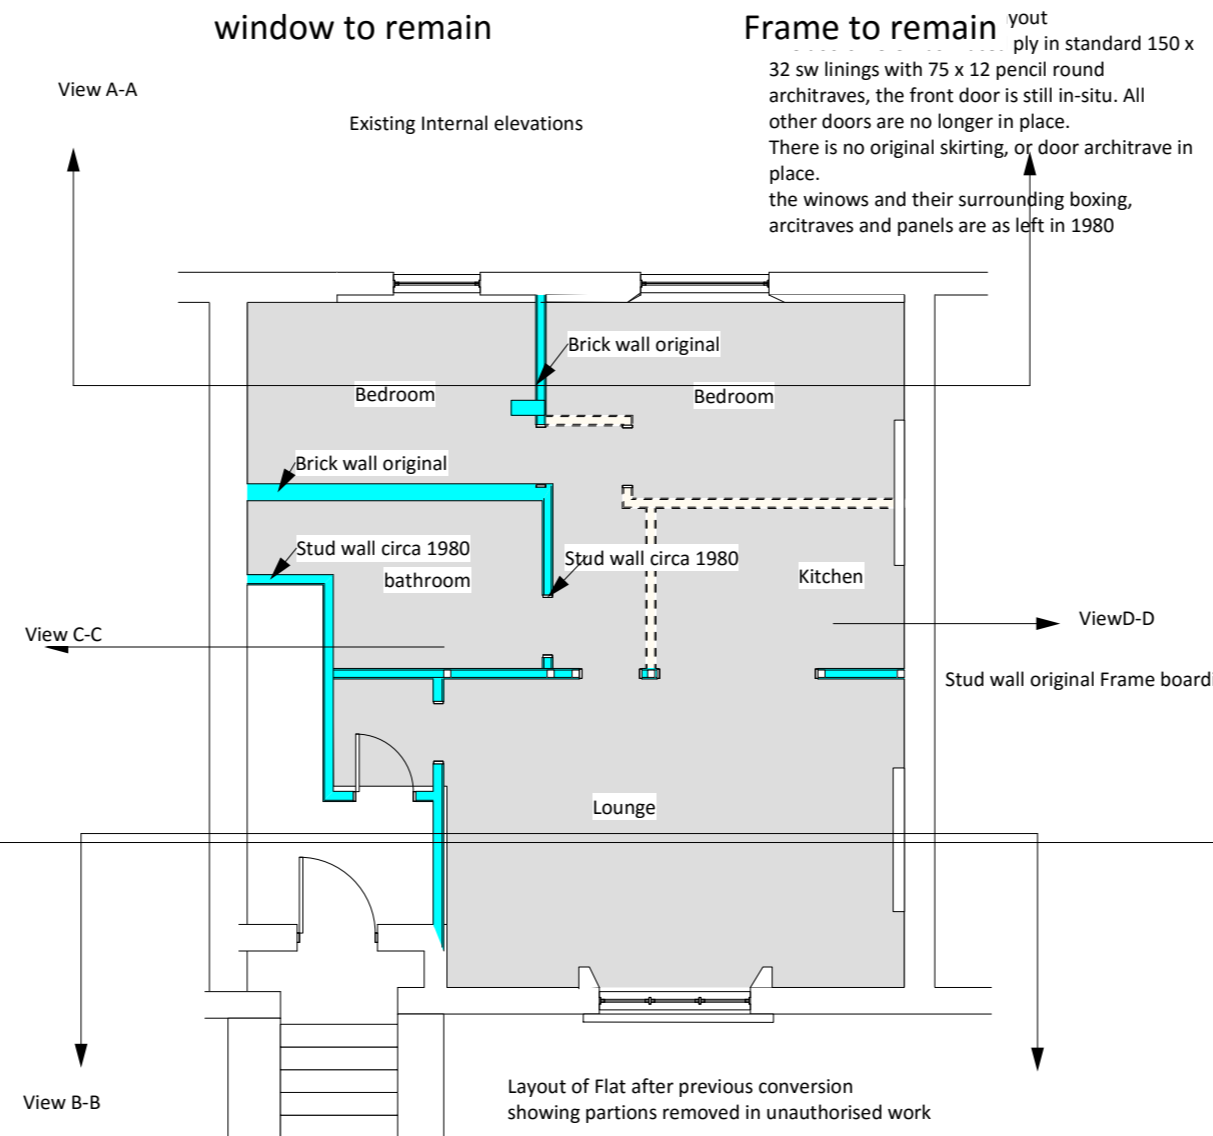 window to remain
Frame to remain
yout
ply in standard 150 x
32 sw linings with 75 x 12 pencil round
architraves, the front door is still in-situ. All
other doors are no longer in place.
There is no original skirting, or door architrave in
place.
the winows and their surrounding boxing,
arcitraves and panels are as left in 1980
View A-A
Existing Internal elevations
Brick wall original
Bedroom
Bedroom
Brick wall original
Stud wall circa 1980
bathroom
Stud wall circa 1980
Kitchen
View C-C
ViewD-D
Stud wall original Frame boardi
Lounge
View B-B
Layout of Flat after previous conversion
showing partions removed in unauthorised work